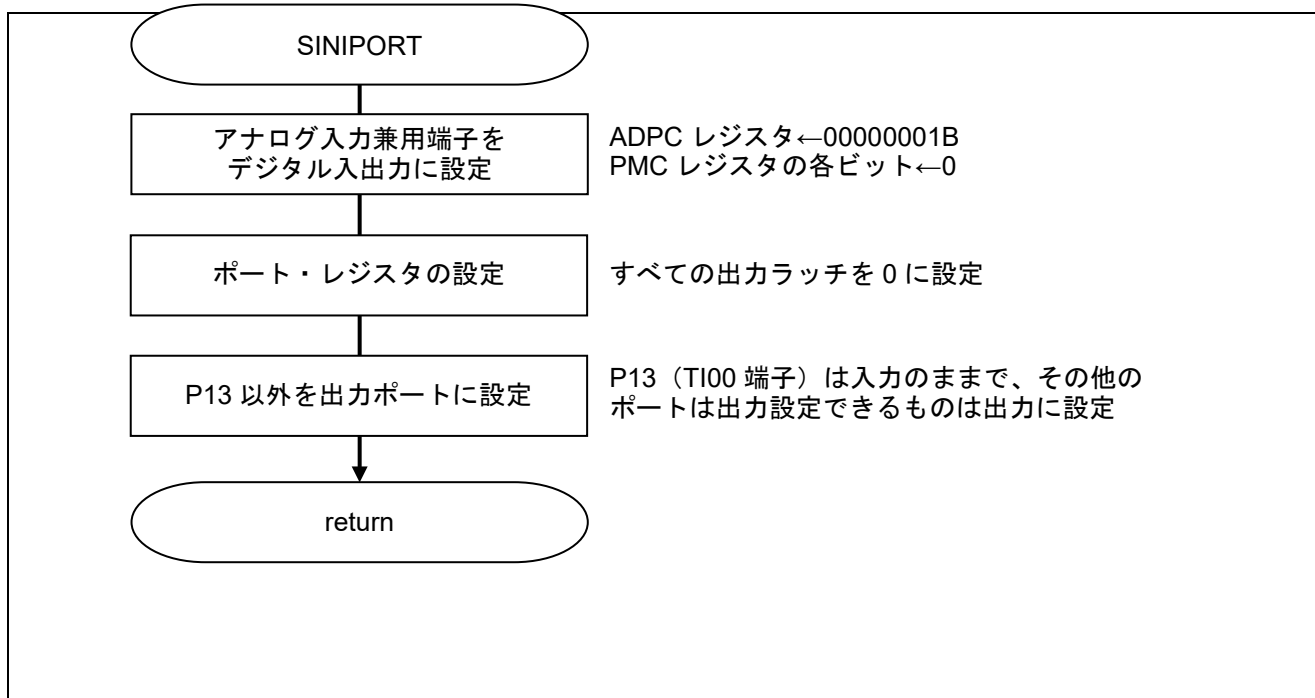 SINIPORT
アナログ入力兼用端子を
デジタル入出力に設定
ADPC レジスタ←00000001B
PMC レジスタの各ビット←0
ポート・レジスタの設定
すべての出力ラッチを 0 に設定
P13 以外を出力ポートに設定
P13（TI00 端子）は入力のままで、その他の
ポートは出力設定できるものは出力に設定
return